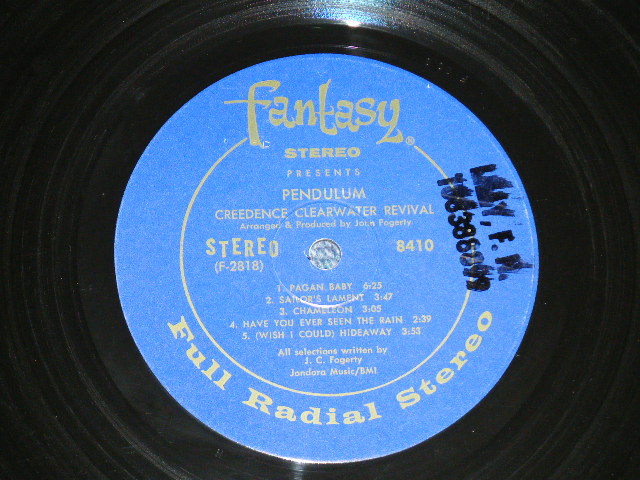 fantasy®
STEREO
PRESENTS
PENDULUM
CREEDENCE CLEARWATER REVIVAL
Arranged & Produced by John Fogerty
STEREO
(F-2818)
8410
1. PAGAN BABY 6:25
2. SAILOR'S LAMENT 3:47
3. CHAMELEON 3:05
4. HAVE YOU EVER SEEN THE RAIN 2:39
5. (WISH I COULD) HIDEAWAY 3:53
All selections written by
J. C. Fogerty
Jondora Music/BMI
Full Radial Stereo